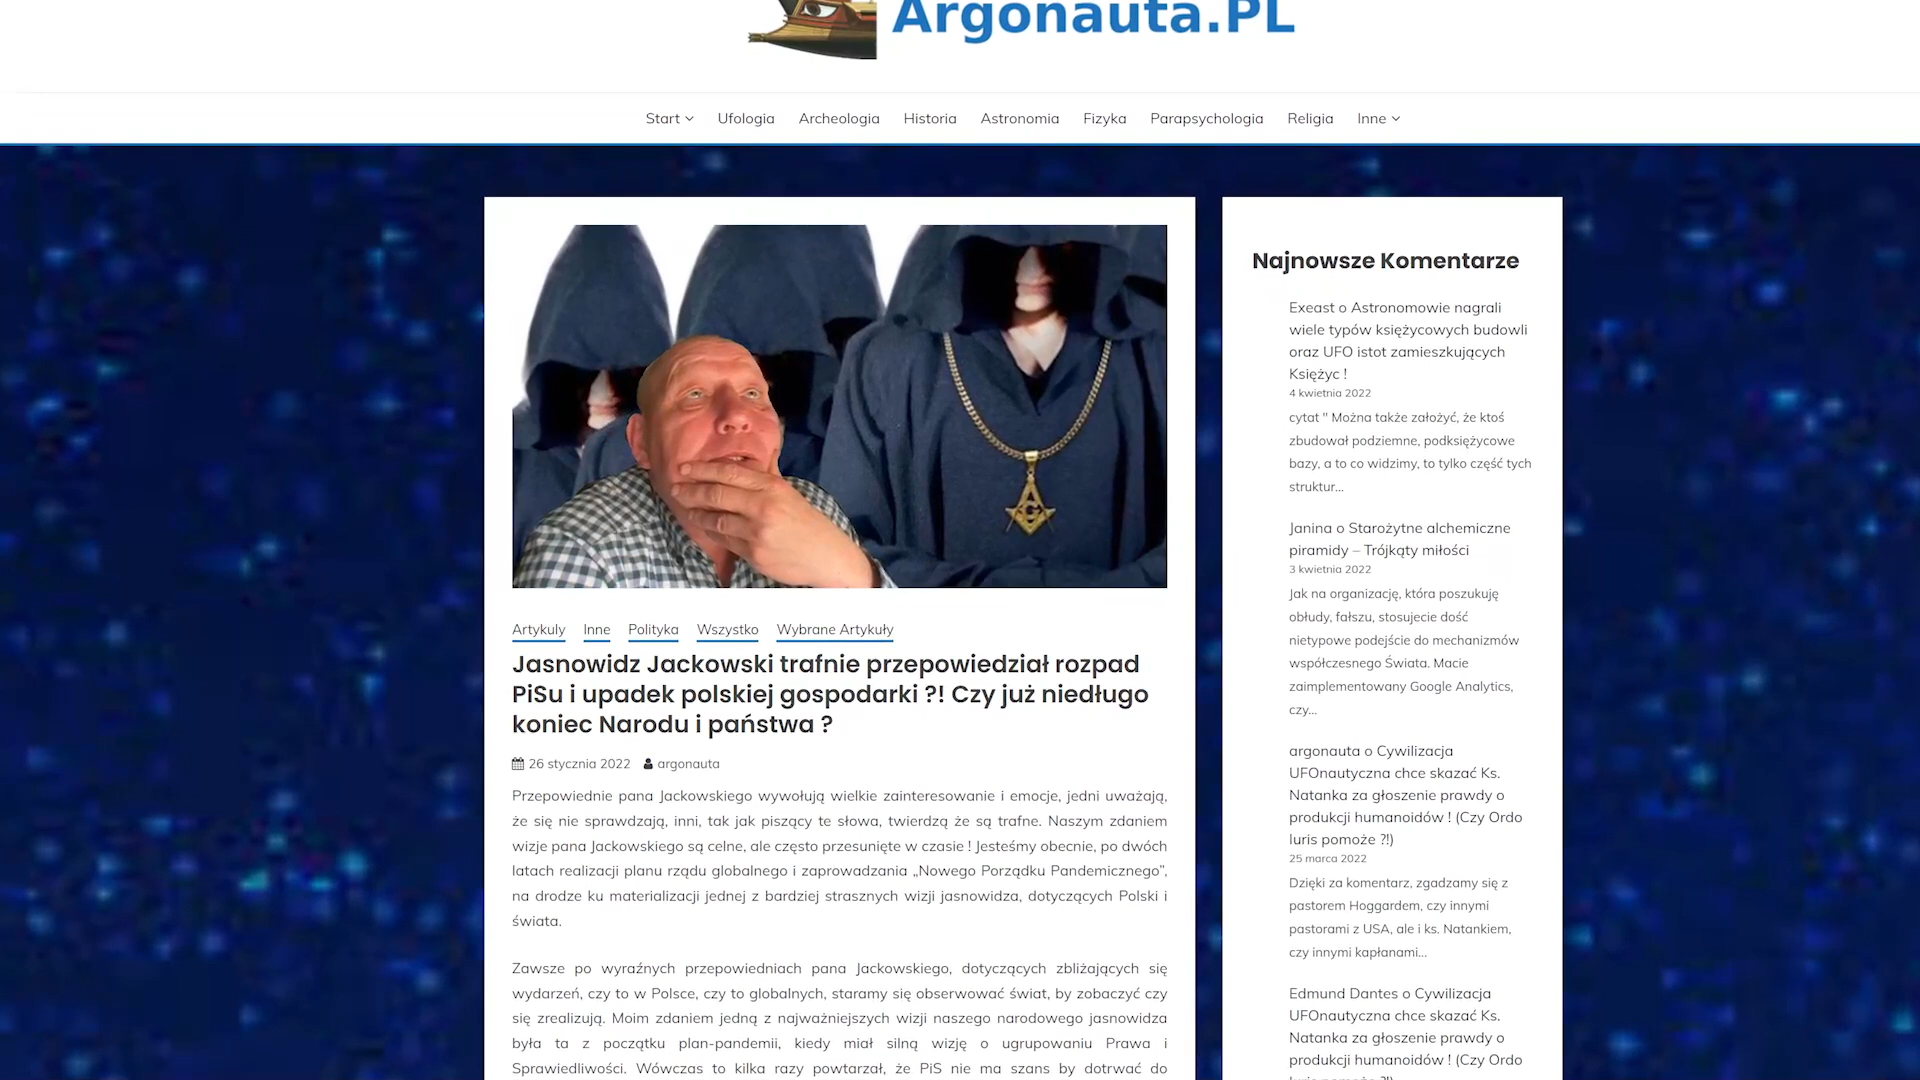 Argonauta.PL
Start Ufologia Archeologia Historia Astronomia Fizyka Parapsychologia Religia Inne
G
Artykuly Inne Polityka Wszystko Wybrane Artykuły
Jasnowidz Jackowski trafnie przepowiedział rozpad
PiSu i upadek polskiej gospodarki ?! Czy już niedługo
koniec Narodu i państwa ?
26 stycznia 2022 argonauta
Przepowiednie pana Jackowskiego wywołują wielkie zainteresowanie i emocje, jedni uważają,
że się nie sprawdzają, inni, tak jak piszący te słowa, twierdzą że są trafne. Naszym zdaniem
wizje pana Jackowskiego są celne, ale często przesunięte w czasie ! Jesteśmy obecnie, po dwóch
latach realizacji planu rządu globalnego i zaprowadzania „Nowego Porządku Pandemicznego”,
na drodze ku materializacji jednej z bardziej strasznych wizji jasnowidza, dotyczących Polski i
świata.
Zawsze po wyraźnych przepowiedniach pana Jackowskiego, dotyczących zbliżających się
wydarzeń, czy to w Polsce, czy to globalnych, staramy się obserwować świat, by zobaczyć czy
się zrealizują. Moim zdaniem jedną z najważniejszych wizji naszego narodowego jasnowidza
była ta z początku plan-pandemii, kiedy miał silną wizję o ugrupowaniu Prawa i
Sprawiedliwości. Wówczas to kilka razy powtarzał, że PiS nie ma szans by dotrwać do
Najnowsze Komentarze
Exeast o Astronomowie nagrali
wiele typów księżycowych budowli
oraz UFO istot zamieszkujących
Księżyc !
4 kwietnia 2022
cytat " Można także założyć, że ktoś
zbudował podziemne, podksiężycowe
bazy, a to co widzimy, to tylko część tych
struktur...
Janina o Starożytne alchemiczne
piramidy – Trójkąty miłości
3 kwietnia 2022
Jak na organizację, która poszukuję
obłudy, fałszu, stosujecie dość
nietypowe podejście do mechanizmów
współczesnego Świata. Macie
zaimplementowany Google Analytics,
czy...
argonauta o Cywilizacja
UFOnautyczna chce skazać Ks.
Natanka za głoszenie prawdy o
produkcji humanoidów ! (Czy Ordo
Iuris pomoże ?!)
25 marca 2022
Dzięki za komentarz, zgadzamy się z
pastorem Hoggardem, czy innymi
pastorami z USA, ale i ks. Natankiem,
czy innymi kapłanami...
Edmund Dantes o Cywilizacja
UFOnautyczna chce skazać Ks.
Natanka za głoszenie prawdy o
produkcji humanoidów ! (Czy Ordo